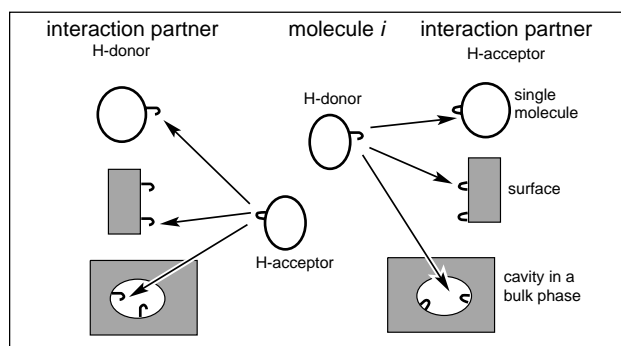 interaction partner
H-donor
molecule i
H-donor
interaction partner
H-acceptor
single
molecule
surface
H-acceptor
cavity in a
bulk phase